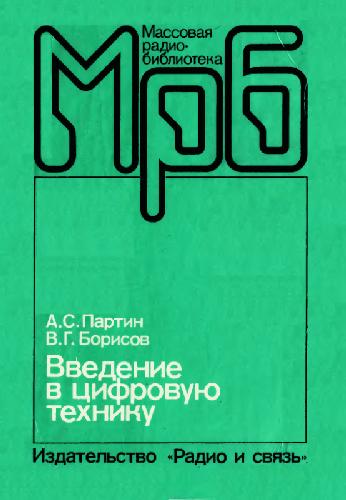 Массовая
радио-
библиотека
Мрб
А.С.Партин
В.Г.Борисов
Введение
в цифровую
технику
Издательство «Радио и связь»